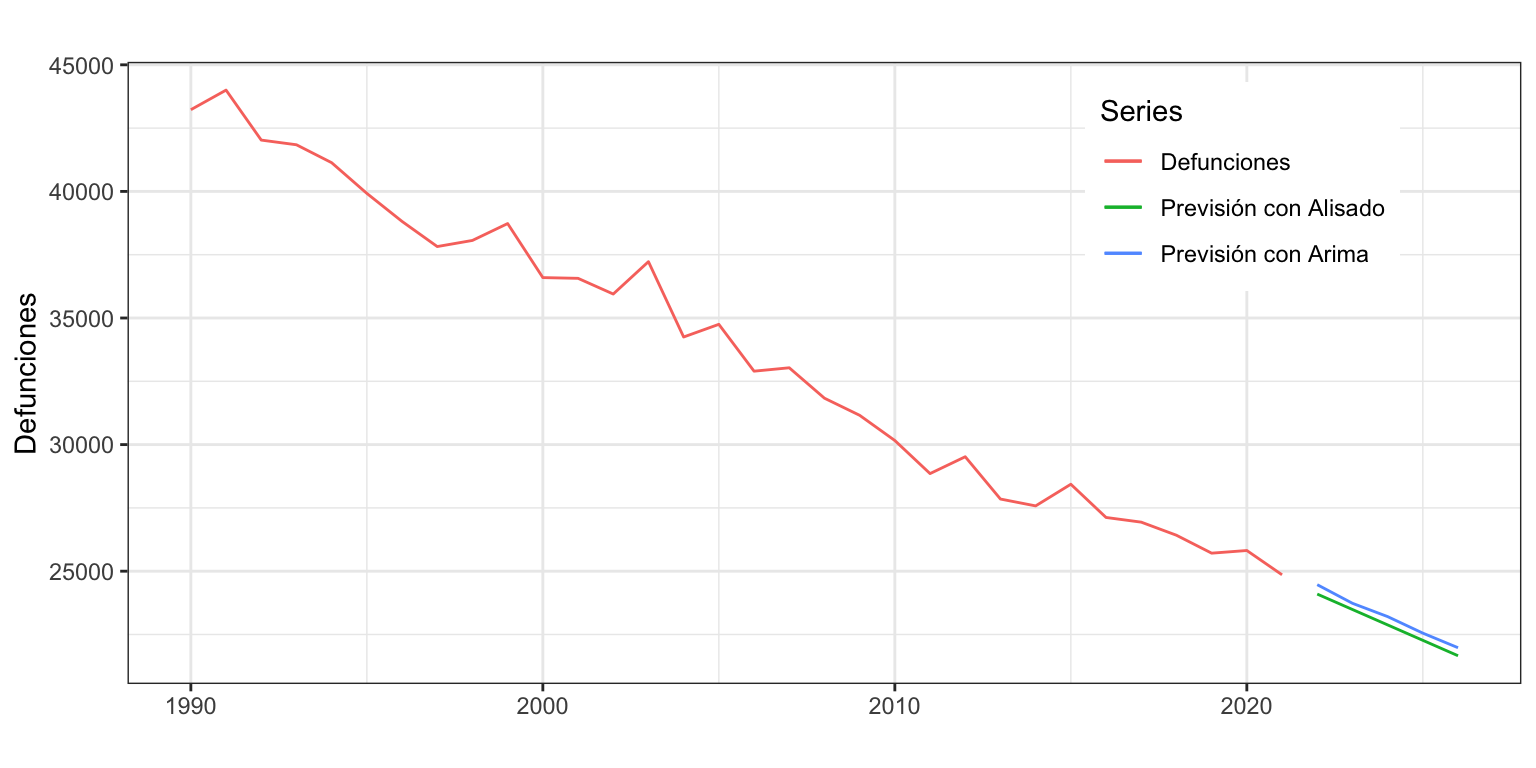 45000
40000
35000
30000
25000
Defunciones
Series
Defunciones
Previsión con Alisado
Previsión con Arima
1990
2000
2010
2020